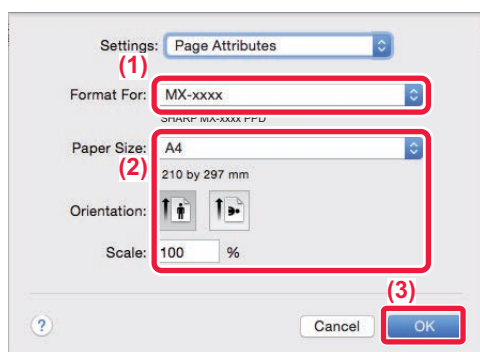 Settings: Page Attributes
(1)
Format For: MX-xxxx
SHARP MX-xxxx PPD
Paper Size: A4
(2)
210 by 297 mm
Orientation:
Scale: 100 %
(3)
? Cancel OK